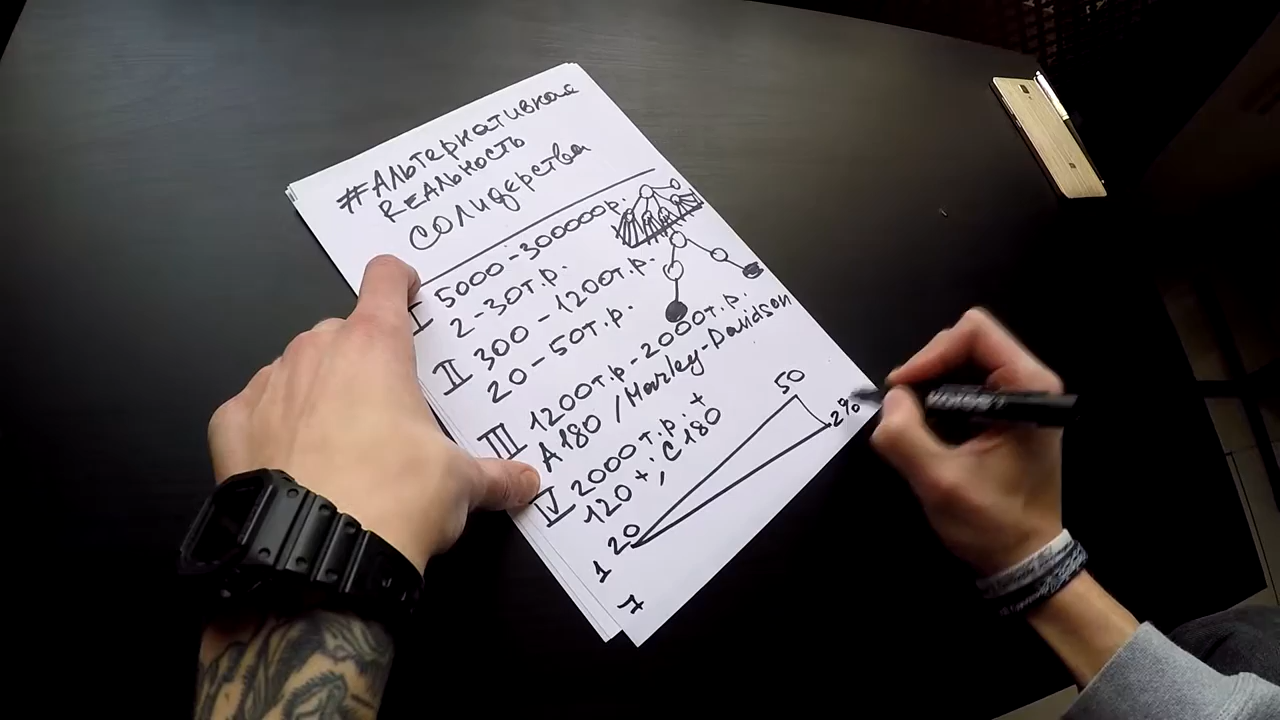 #Альтернативная
Rеальность
Солидерства
I 5000-300000р.
2-30т.р.
II 300-1200т.р.
20-50т.р.
III 1200т.р-2000т.р.
A180 /Harley-Davidson
IV 2000т.р.+
120+, C180
50
2%
20
1
7